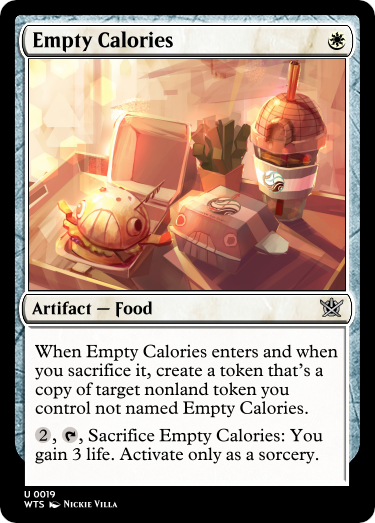 Empty Calories
Artifact — Food
When Empty Calories enters and when
you sacrifice it, create a token that's a
copy of target nonland token you
control not named Empty Calories.
2, , Sacrifice Empty Calories: You
gain 3 life. Activate only as a sorcery.
U 0019
WTS Nickie Villa